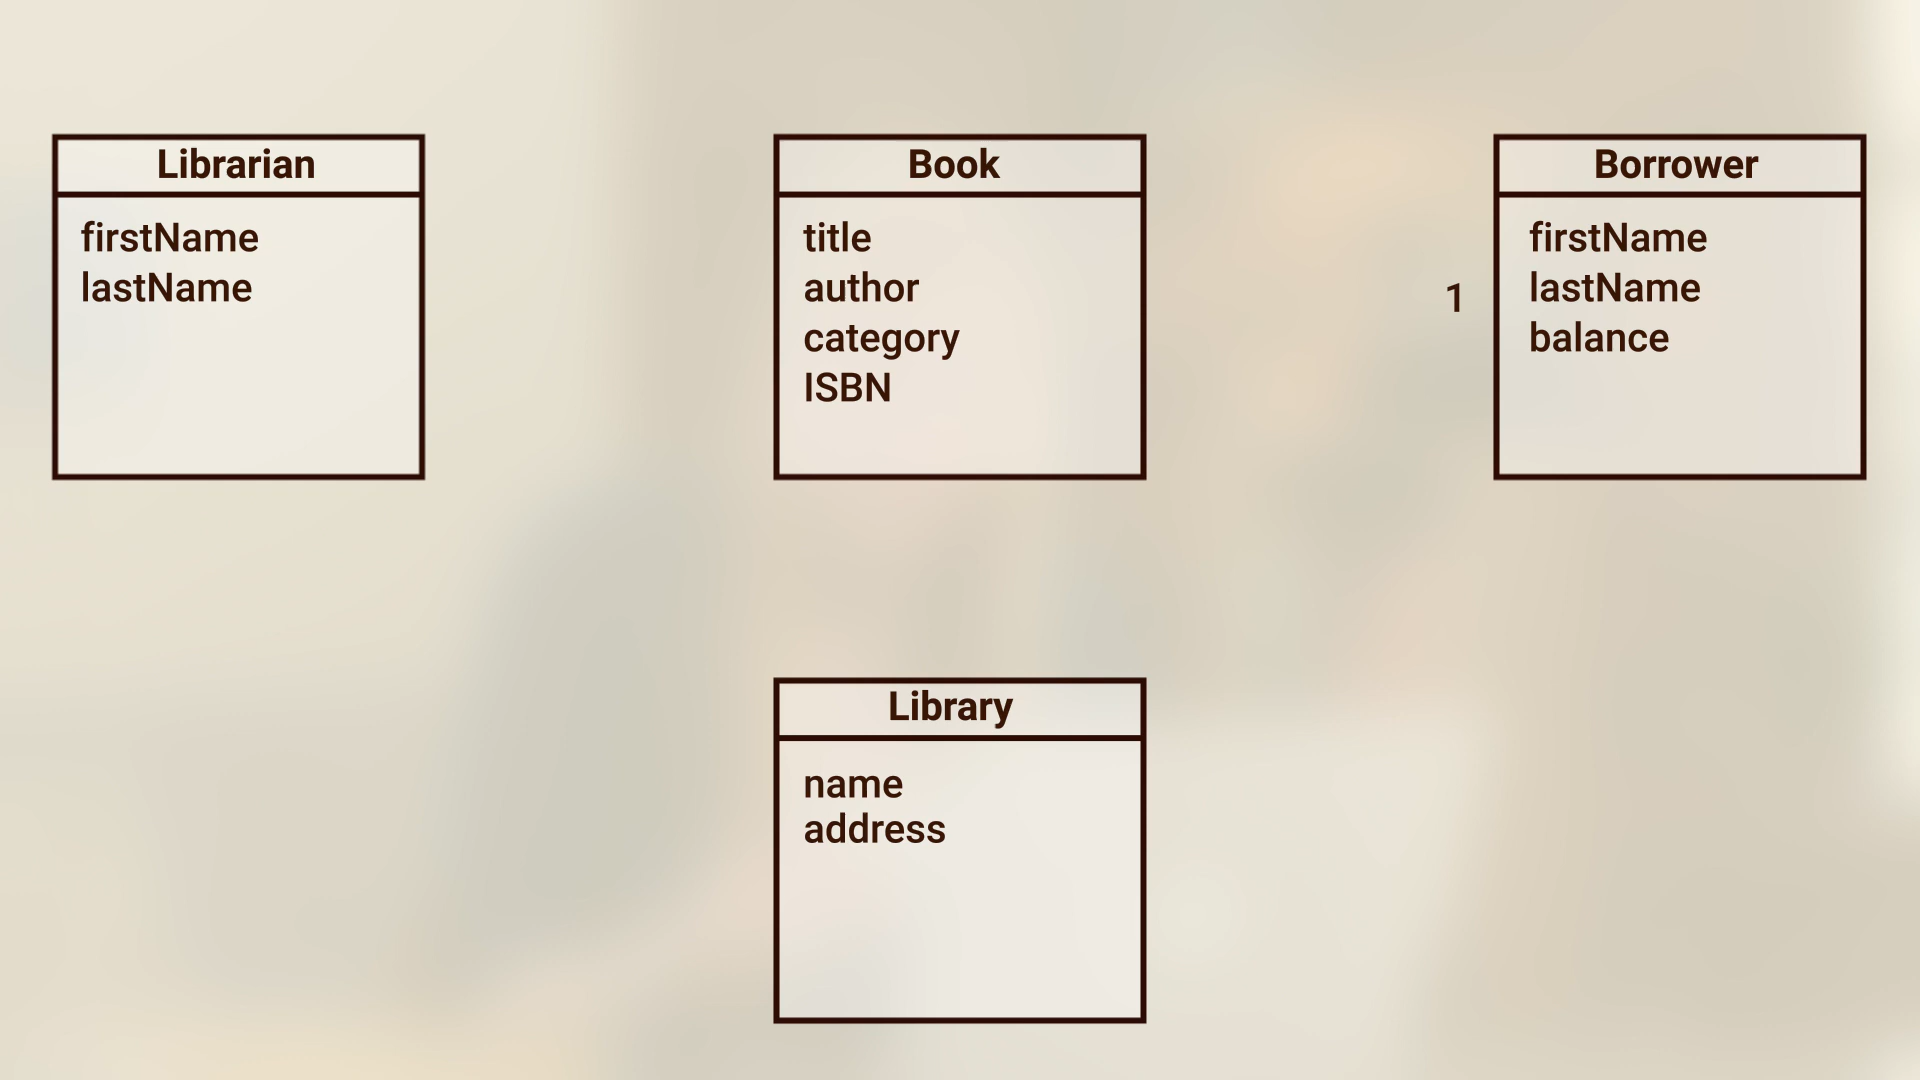 Librarian
firstName
lastName
Book
title
author
category
ISBN
1
Borrower
firstName
lastName
balance
Library
name
address